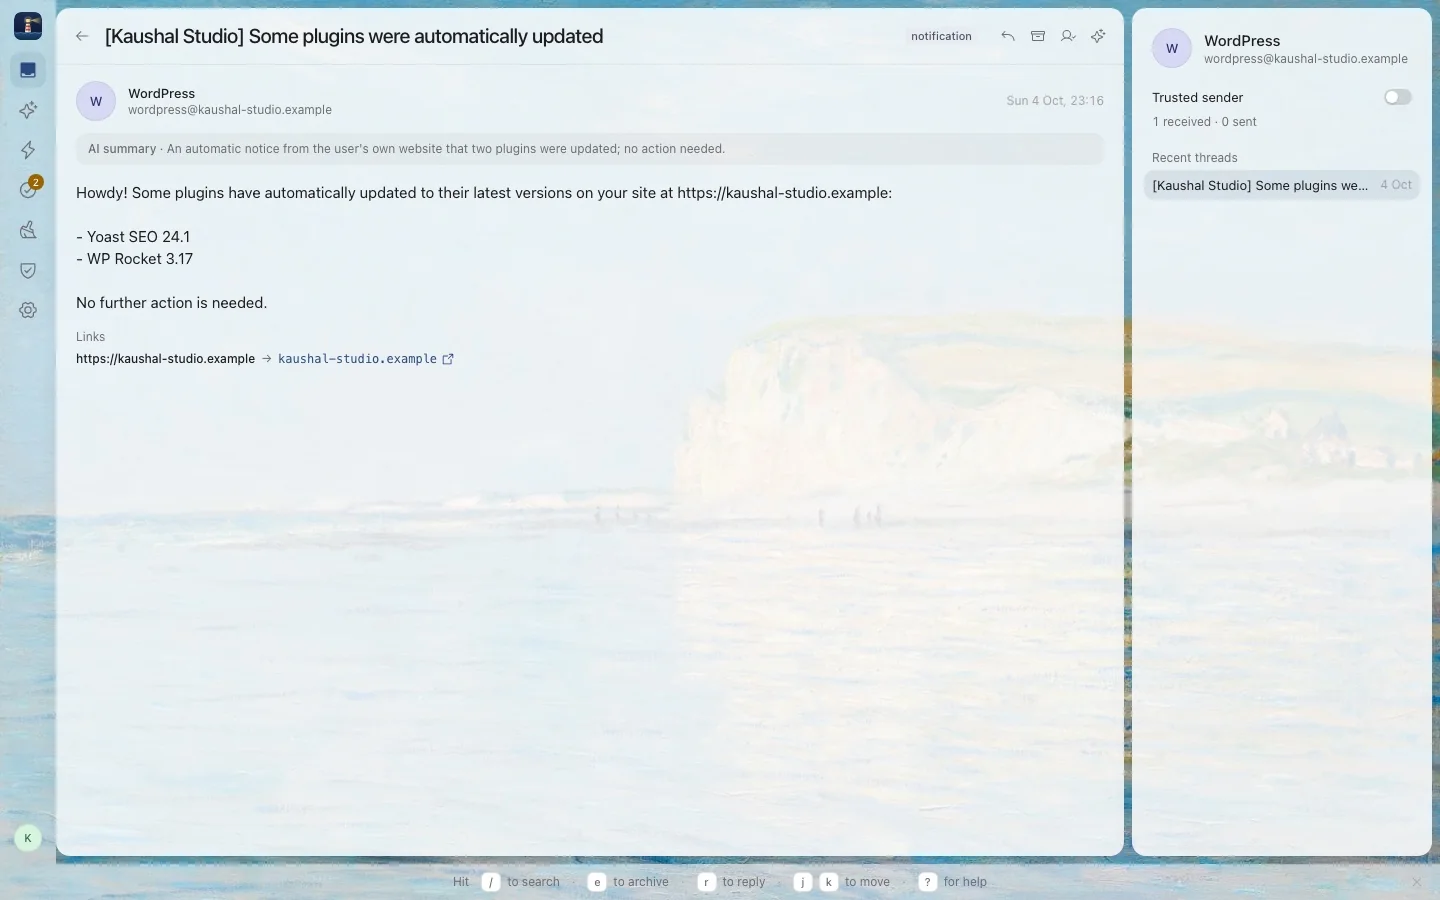 [Kaushal Studio] Some plugins were automatically updated
notification
W
WordPress
wordpress@kaushal-studio.example
Sun 4 Oct, 23:16
AI summary · An automatic notice from the user's own website that two plugins were updated; no action needed.
Howdy! Some plugins have automatically updated to their latest versions on your site at https://kaushal-studio.example:
- Yoast SEO 24.1
- WP Rocket 3.17
No further action is needed.
Links
https://kaushal-studio.example → kaushal-studio.example
W
WordPress
wordpress@kaushal-studio.example
Trusted sender
1 received · 0 sent
Recent threads
[Kaushal Studio] Some plugins we... 4 Oct
2
K
Hit / to search · e to archive · r to reply · j k to move · ? for help